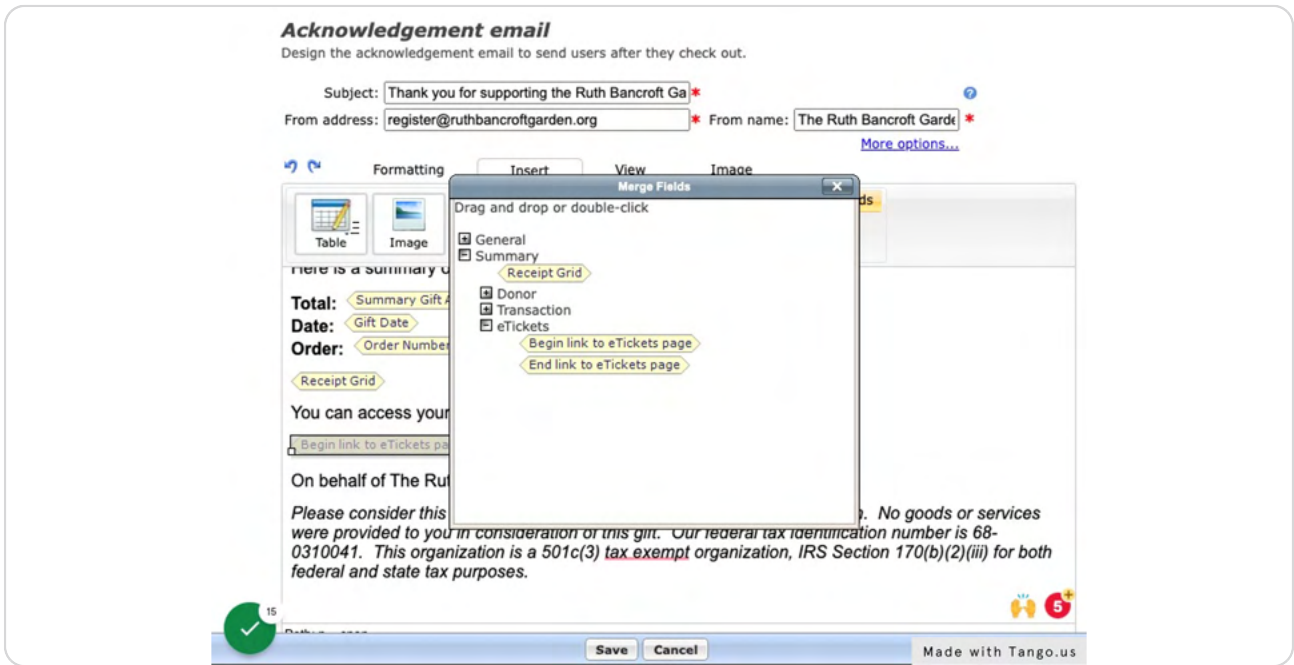 Acknowledgement email
Design the acknowledgement email to send users after they check out.
Subject: Thank you for supporting the Ruth Bancroft Ga *
From address: register@ruthbancroftgarden.org * From name: The Ruth Bancroft Garde *
More options...
Formatting Insert View Image
Merge Fields
ds
Table Image
Drag and drop or double-click
General
Summary
Receipt Grid
Donor
Transaction
eTickets
Begin link to eTickets page
End link to eTickets page
Here is a summary o
Total: Summary Gift A
Date: Gift Date
Order: Order Number
Receipt Grid
You can access your
Begin link to eTickets pa
On behalf of The Ru
Please consider this n. No goods or services
were provided to you in consideration of this gift. Our federal tax identification number is 68-
0310041. This organization is a 501c(3) tax exempt organization, IRS Section 170(b)(2)(iii) for both
federal and state tax purposes.
15
5
Save Cancel
Made with Tango.us